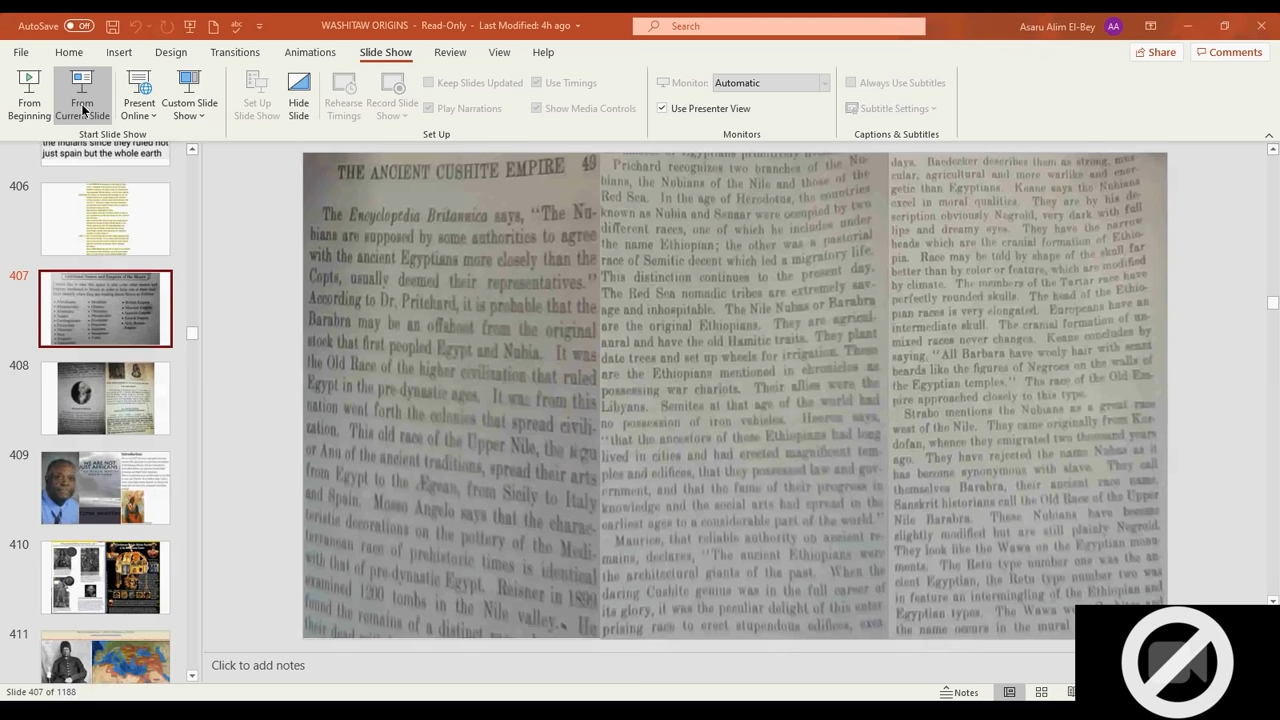 AutoSave
Off
WASHITAW ORIGINS - Read-Only - Last Modified: 4h ago
Search
Asaru Alim El-Bey
AA
File
Home
Insert
Design
Transitions
Animations
Slide Show
Review
View
Help
Share
Comments
From Beginning
From Current Slide
Present Online
Custom Slide Show
Set Up Slide Show
Hide Slide
Rehearse Timings
Record Slide Show
Keep Slides Updated
Play Narrations
Use Timings
Show Media Controls
Monitor:
Automatic
Use Presenter View
Always Use Subtitles
Subtitle Settings
Start Slide Show
Set Up
Monitors
Captions & Subtitles
the Indians since they ruled not
just spain but the whole earth
406
407
408
409
410
411
THE ANCIENT CUSHITE EMPIRE 49
The Encyclopedia Britannica says, "The Nu-
bians are supposed by some authorities to agree
with the ancient Egyptians more closely than the
Copts, usually deemed their representatives."
According to Dr. Pritchard, it is probable that the
Barabra may be an offshoot from the original
stock that first peopled Egypt and Nubia. It was
the Old Race of the higher civilization that ruled
Egypt in the pre-dynastic ages. It was from this
nation went forth the colonies that spread civili-
zation. This old race of the Upper Nile, the Agu
or Anu of the ancient traditions spread their arts
from Egypt to the Ægean, from Sicily to Italy
and Spain. Mosso Angelo says that the charac-
teristic decorations on the pottery of the Medi-
terranean race of prehistoric times is identical
with that of pre-dynastic Egypt. Reisner in 1899
examined 1200 tombs in the Nile valley. He
found the remains of a distinct
Prichard recognizes two branches of the Nu-
bians, the Nubians of the Nile and those of the
Red Sea. In the age of Herodotus, the countries
known as Nubia and Sennar were occupied by two
different races, one of which he includes under
the name Ethiopian; the other a pastoral
race of Semitic decent which led a migratory life.
This distinction continues to the present day.
The Red Sea nomadic tribes are extremely sav-
age and inhospitable. The Nile Nubas or Barabra
are the original Ethiopians. They are agricul-
anural and have the old Hamitic traits. They plant
date trees and set up wheels for irrigation. These
are the Ethiopians mentioned in chronicles as
possessing war chariots. Their allies were the
Libyans. Semites at that age of the world had
no possession of iron vehicles. Heeren says,
"that the ancestors of these Ethiopians had long
lived in cities and had erected magnificent tem-
ples and edifices, that they possessed law and gov-
ernment, and that the fame of their progress in
knowledge and the social arts had spread in the
earliest ages to a considerable part of the world."
Maurice, that reliable authority on ancient re-
mains, declares, "The ancient Ethiopians were
the architectural giants of the past. When the
daring Cushite genius was in the full career of
its glory, it was the peculiar delight of this enter
prising race to erect stupendous edifices, exca
days. Baedecker describes them as strong, mus
cular, agricultural and more warlike and ener-
getic than Egyptians. Keane says the Nubians
excel in moral qualities. They are by his de-
scription obviously Negroid, very dark with full
lips and dreamy eyes. They have the narrow
heads which are the cranial formation of Ethio-
pia. Race may be told by shape of the skull far
better than by color or feature, which are modified
by climate. The members of the Tartar race have
perfectly rounded skulls. The head of the Ethio-
pian races is very elongated. Europeans have an
intermediate skull. The cranial formation of un-
mixed races never changes. Keane concludes by
saying, "All Barbara have wooly hair with scant
beards like the figures of Negroes on the walls of
the Egyptian temples." The race of the Old Em-
pire approached closely to this type.
Strabo mentions the Nubians as a great race
west of the Nile. They came originally from Kor-
dofan, whence they emigrated two thousand years
ago. They have rejected the name Nubas as it
has become synonymous with slave. They call
themselves Barabra, their ancient race name.
Sanskrit historians call the Old Race of the Upper
Nile Barabra. These Nubians have become
slightly modified but are still plainly Negroid.
They look like the Wawa on the Egyptian monu-
ments. The Retu type number one was the an-
cient Egyptian, the Retu type number two was
in feature an intermingling of the Ethiopian and
Egyptian types. The Wawa were
the name occurs in the mural
Click to add notes
Slide 407 of 1188
Notes